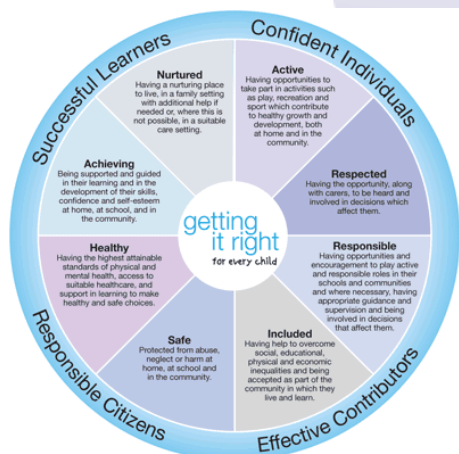 Successful Learners
Confident Individuals
Nurtured
Having a nurturing place
to live, in a family setting
with additional help if
needed or, where this is
not possible, in a suitable
care setting.
Active
Having opportunities to
take part in activities such
as play, recreation and
sport which contribute
to healthy growth and
development, both
at home and in the
community.
Achieving
Being supported and guided
in their learning and in the
development of their skills,
confidence and self-esteem
at home, at school, and in
the community.
Respected
Having the opportunity, along
with carers, to be heard and
involved in decisions which
affect them.
getting
it right
for every child
Healthy
Having the highest attainable
standards of physical and
mental health, access to
suitable healthcare, and
support in learning to make
healthy and safe choices.
Responsible
Having opportunities and
encouragement to play active
and responsible roles in their
schools and communities
and where necessary, having
appropriate guidance and
supervision and being
involved in decisions
that affect them.
Safe
Protected from abuse,
neglect or harm at
home, at school and
in the community.
Included
Having help to overcome
social, educational,
physical and economic
inequalities and being
accepted as part of the
community in which they
live and learn.
Responsible Citizens
Effective Contributors